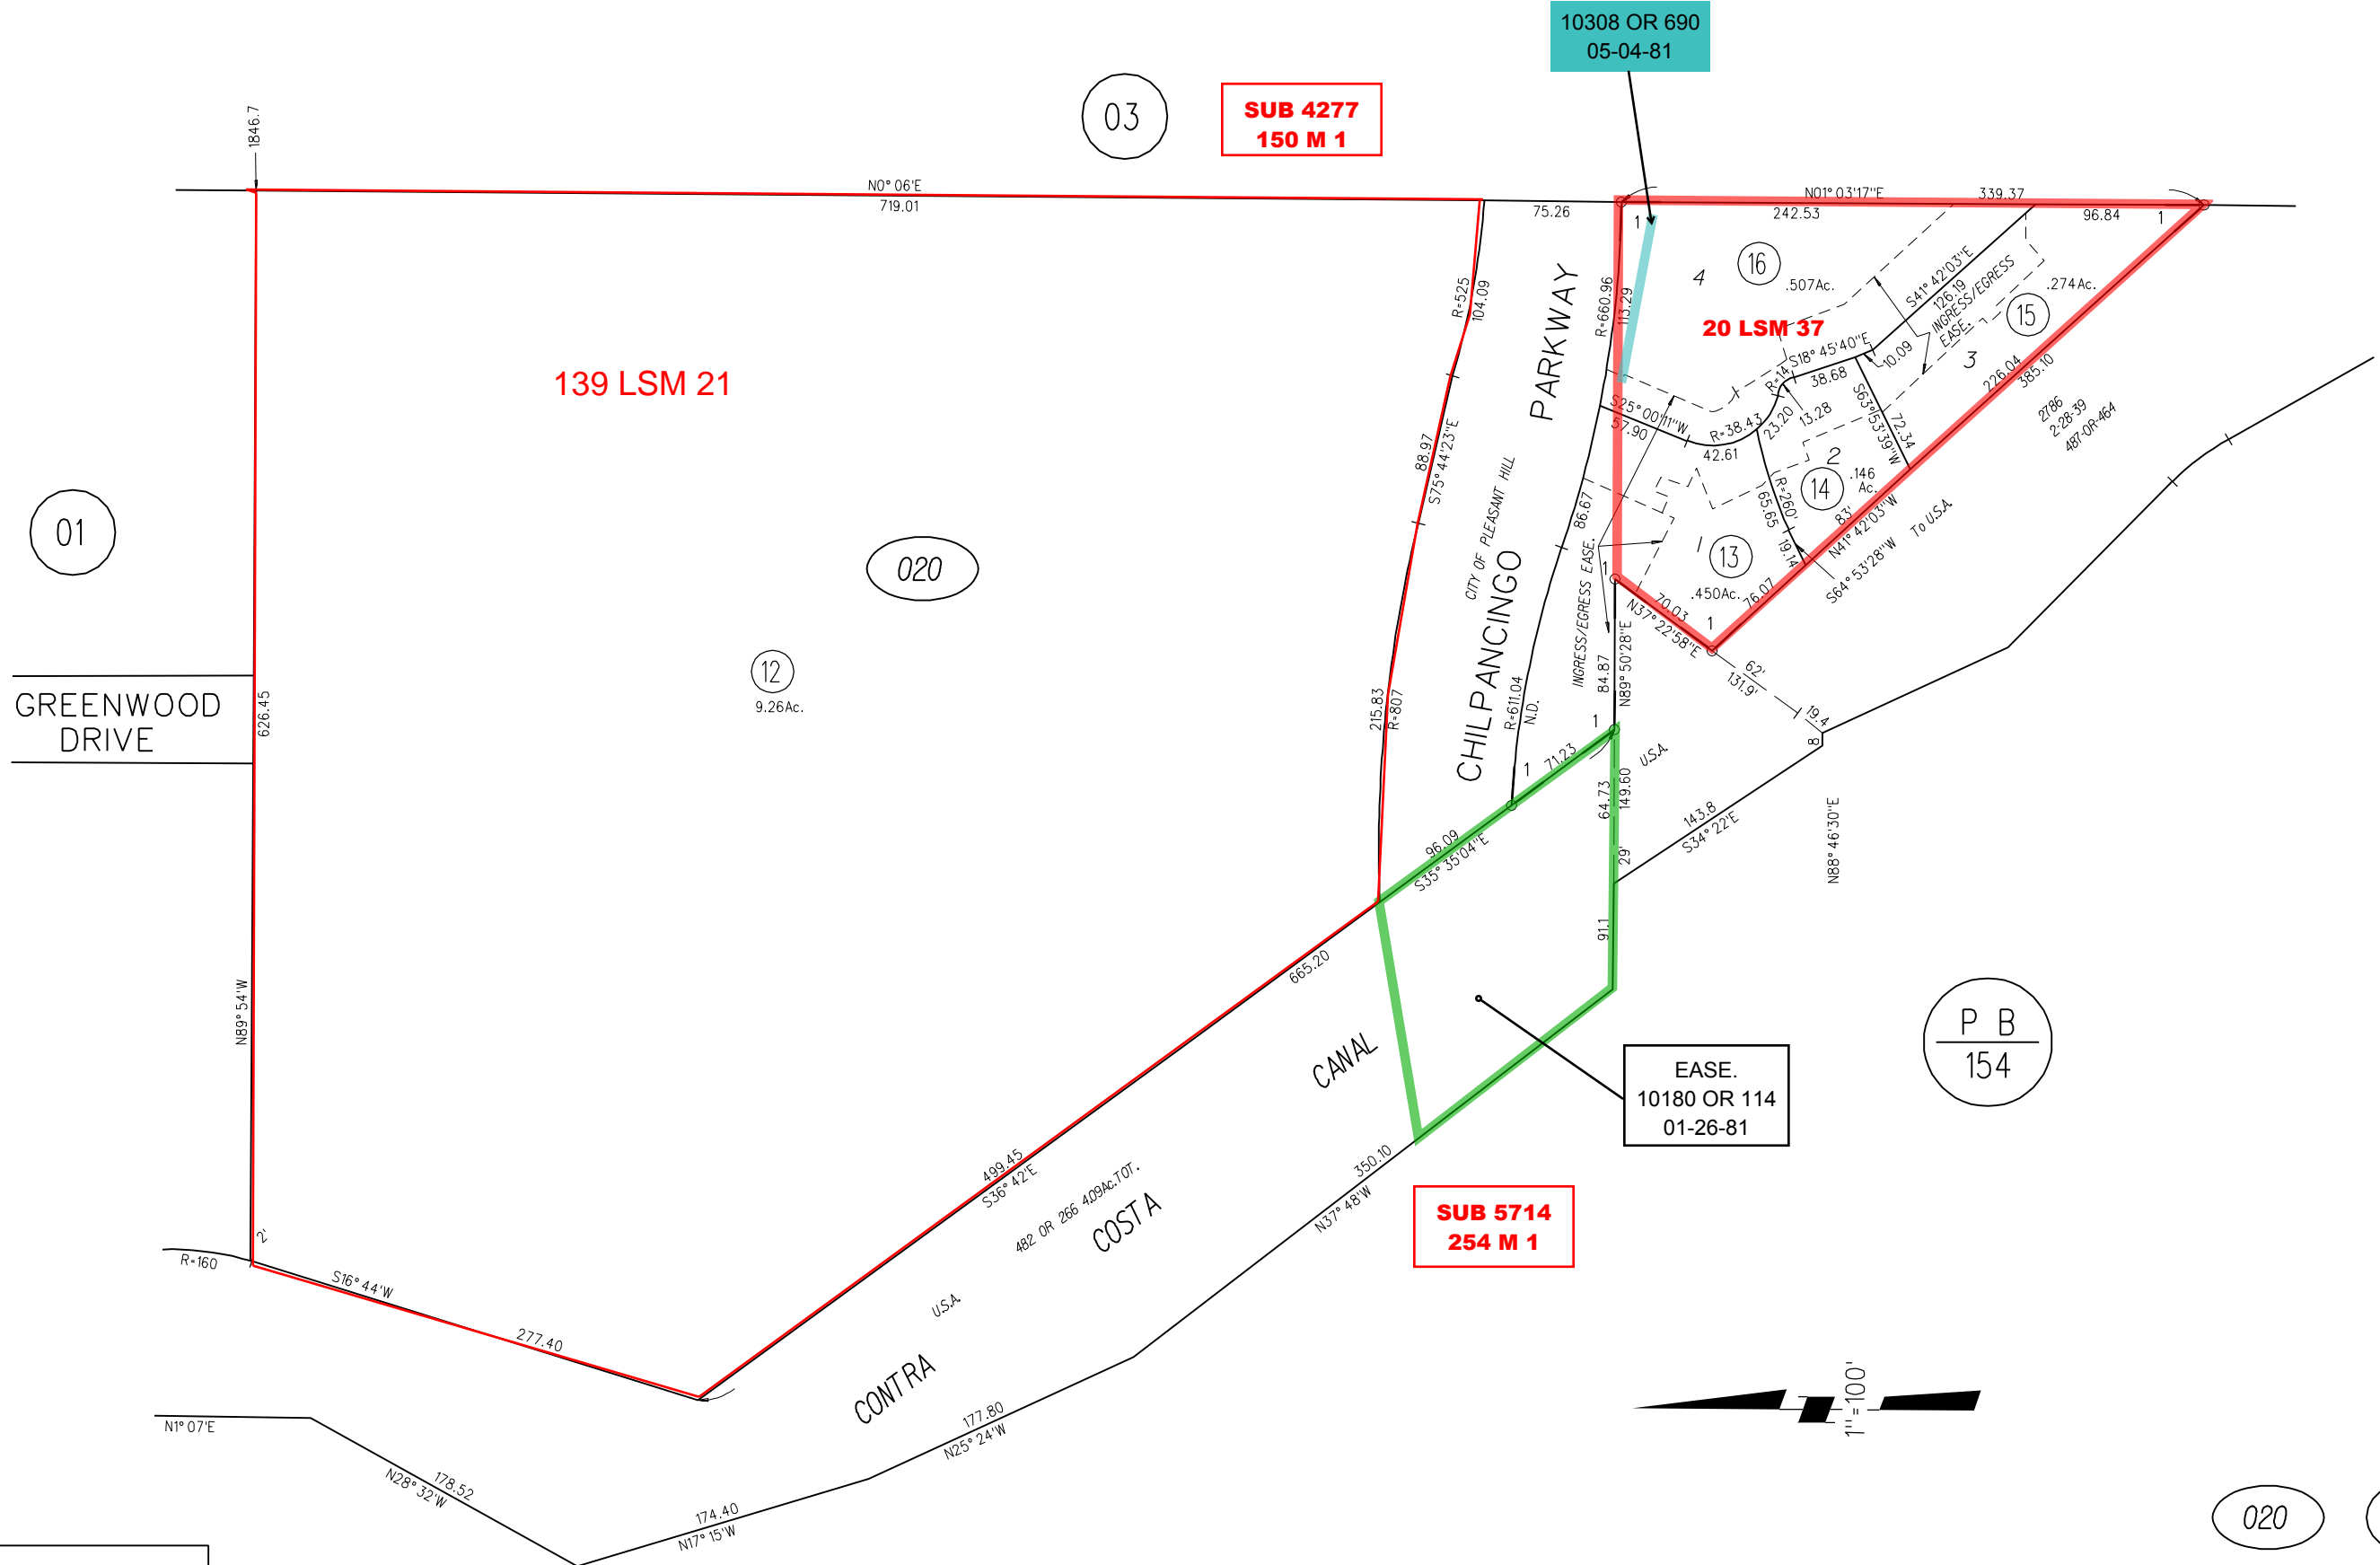 10308 OR 690
05-04-81
03
SUB 4277
150 M 1
1846.7
N0° 06'E
719.01
75.26
N01° 03'17"E
339.37
242.53
96.84
1
1
4
16
.507Ac.
20 LSM 37
S41° 42'03"E
126.19
INGRESS/EGRESS
EASE.
.274Ac.
15
3
R=525
104.09
PARKWAY
R=660.96
113.29
139 LSM 21
S18° 45'40"E
10.09
R=14
38.68
13.28
23.20
S25° 00'11"W
57.90
R=38.43
42.61
S63° 53'39"W
72.34
226.04
385.10
2786
2-28-39
487-OR-464
88.97
S75° 44'23"E
CITY OF PLEASANT HILL
86.67
2
.146
Ac.
14
R=260'
65.65
19.14
83'
N41° 42'03"W
To U.S.A.
S64° 53'28"W
01
020
1
13
.450Ac.
76.07
70.03
N37° 22'58"E
1
1
INGRESS/EGRESS EASE.
84.87
N89° 50'28"E
CHILPANCINGO
12
9.26Ac.
GREENWOOD
DRIVE
626.45
215.83
R=807
R=611.04
N.D.
62'
131.9'
19.4
8
1
1
71.23
U.S.A.
64.73
149.60
29'
143.8
S34° 22'E
N88° 46'30"E
96.09
S35° 35'04"E
91.1
665.20
N89° 54'W
CANAL
P B
154
EASE.
10180 OR 114
01-26-81
499.45
S36° 42'E
482 OR 266 4.09Ac.TOT.
COSTA
350.10
N37° 48'W
SUB 5714
254 M 1
2'
R=160
S16° 44'W
277.40
U.S.A.
CONTRA
N1° 07'E
178.52
N28° 32'W
177.80
N25° 24'W
174.40
N17° 15'W
1"=100'
020